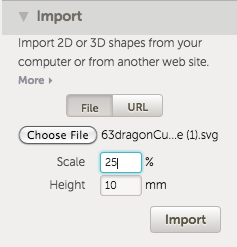 Import
Import 2D or 3D shapes from your
computer or from another web site.
More
File URL
Choose File 63dragonCu...e (1).svg
Scale 25 %
Height 10 mm
Import